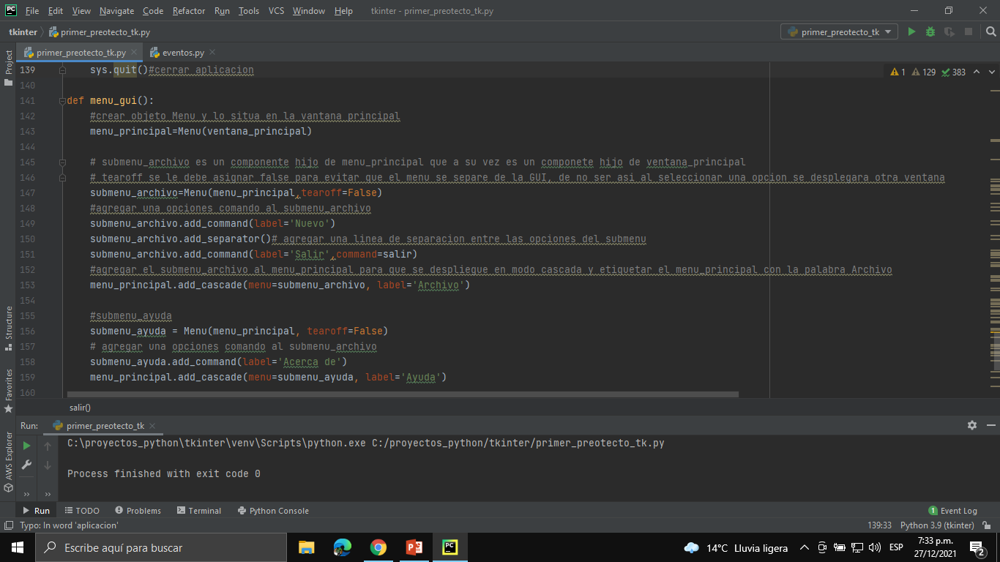 PC File Edit View Navigate Code Refactor Run Tools VCS Window Help tkinter - primer_preotecto_tk.py
tkinter primer_preotecto_tk.py primer_preotecto_tk
primer_preotecto_tk.py eventos.py
Project
1 129 383
139 sys.quit()#cerrar aplicacion
140
141 def menu_gui():
142 #crear objeto Menu y lo situa en la vantana principal
143 menu_principal=Menu(ventana_principal)
144
145 # submenu_archivo es un componente hijo de menu_principal que a su vez es un componete hijo de ventana_principal
146 # tearoff se le debe asignar false para evitar que el menu se separe de la GUI, de no ser asi al seleccionar una opcion se desplegara otra ventana
147 submenu_archivo=Menu(menu_principal,tearoff=False)
148 #agregar una opciones comando al submenu_archivo
149 submenu_archivo.add_command(label='Nuevo')
150 submenu_archivo.add_separator()# agregar una linea de separacion entre las opciones del submenu
151 submenu_archivo.add_command(label='Salir',command=salir)
152 #agregar el submenu_archivo al menu_principal para que se despliegue en modo cascada y etiquetar el menu_principal con la palabra Archivo
153 menu_principal.add_cascade(menu=submenu_archivo, label='Archivo')
154
155 #submenu_ayuda
156 submenu_ayuda = Menu(menu_principal, tearoff=False)
157 # agregar una opciones comando al submenu_archivo
158 submenu_ayuda.add_command(label='Acerca de')
159 menu_principal.add_cascade(menu=submenu_ayuda, label='Ayuda')
160
Structure
Favorites
AWS Explorer
salir()
Run: primer_preotecto_tk
C:\proyectos_python\tkinter\venv\Scripts\python.exe C:/proyectos_python/tkinter/primer_preotecto_tk.py
Process finished with exit code 0
Run TODO Problems Terminal Python Console 1 Event Log
Typo: In word 'aplicacion' 139:33 Python 3.9 (tkinter)
Escribe aquí para buscar PC 14°C Lluvia ligera ESP 7:33 p.m.
27/12/2021 2